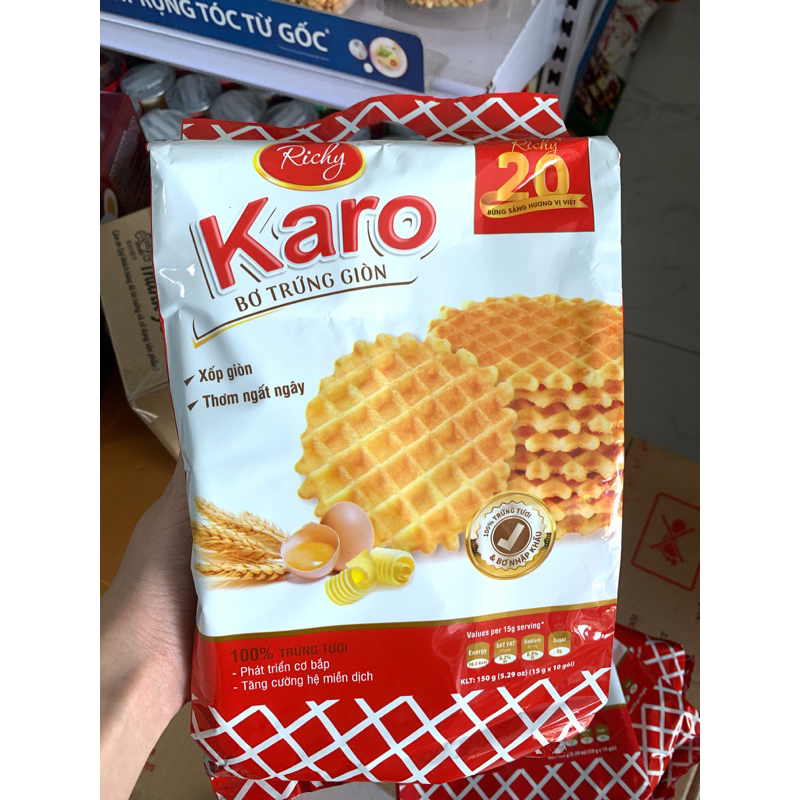 RỤNG TÓC TỪ GỐC
Richy
Karo
BƠ TRỨNG GIÒN
Richy
20
BỪNG SÁNG HƯƠNG VỊ VIỆT
Xốp giòn
Thơm ngất ngây
100% TRỨNG TƯƠI
& BƠ NHẬP KHẨU
100% TRỨNG TƯƠI
- Phát triển cơ bắp
- Tăng cường hệ miễn dịch
Values per 15g serving*
Energy
SAT FAT
Sodium
Sugar
KLT: 150 g (5.29 oz) (15 g x 10 gói)